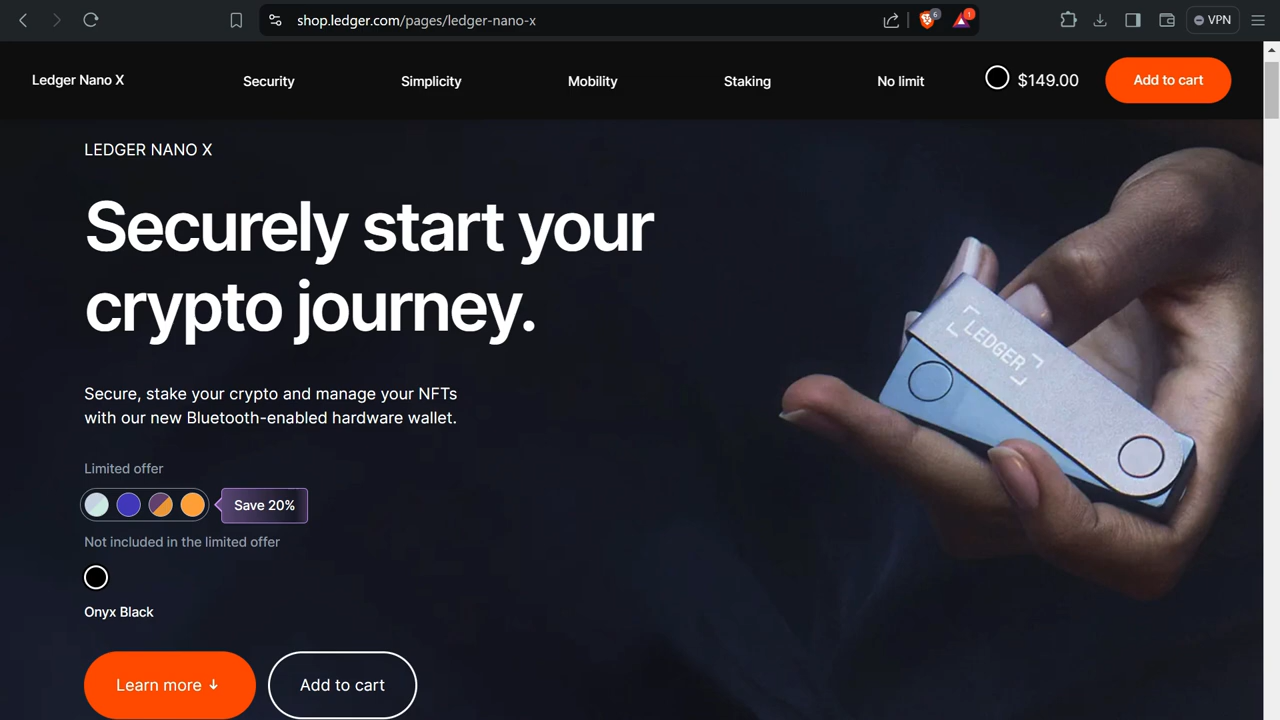 shop.ledger.com/pages/ledger-nano-x
6
1
VPN
Ledger Nano X
Security
Simplicity
Mobility
Staking
No limit
$149.00
Add to cart
LEDGER NANO X
Securely start your
crypto journey.
LEDGER
Secure, stake your crypto and manage your NFTs
with our new Bluetooth-enabled hardware wallet.
Limited offer
Save 20%
Not included in the limited offer
Onyx Black
Learn more ↓
Add to cart